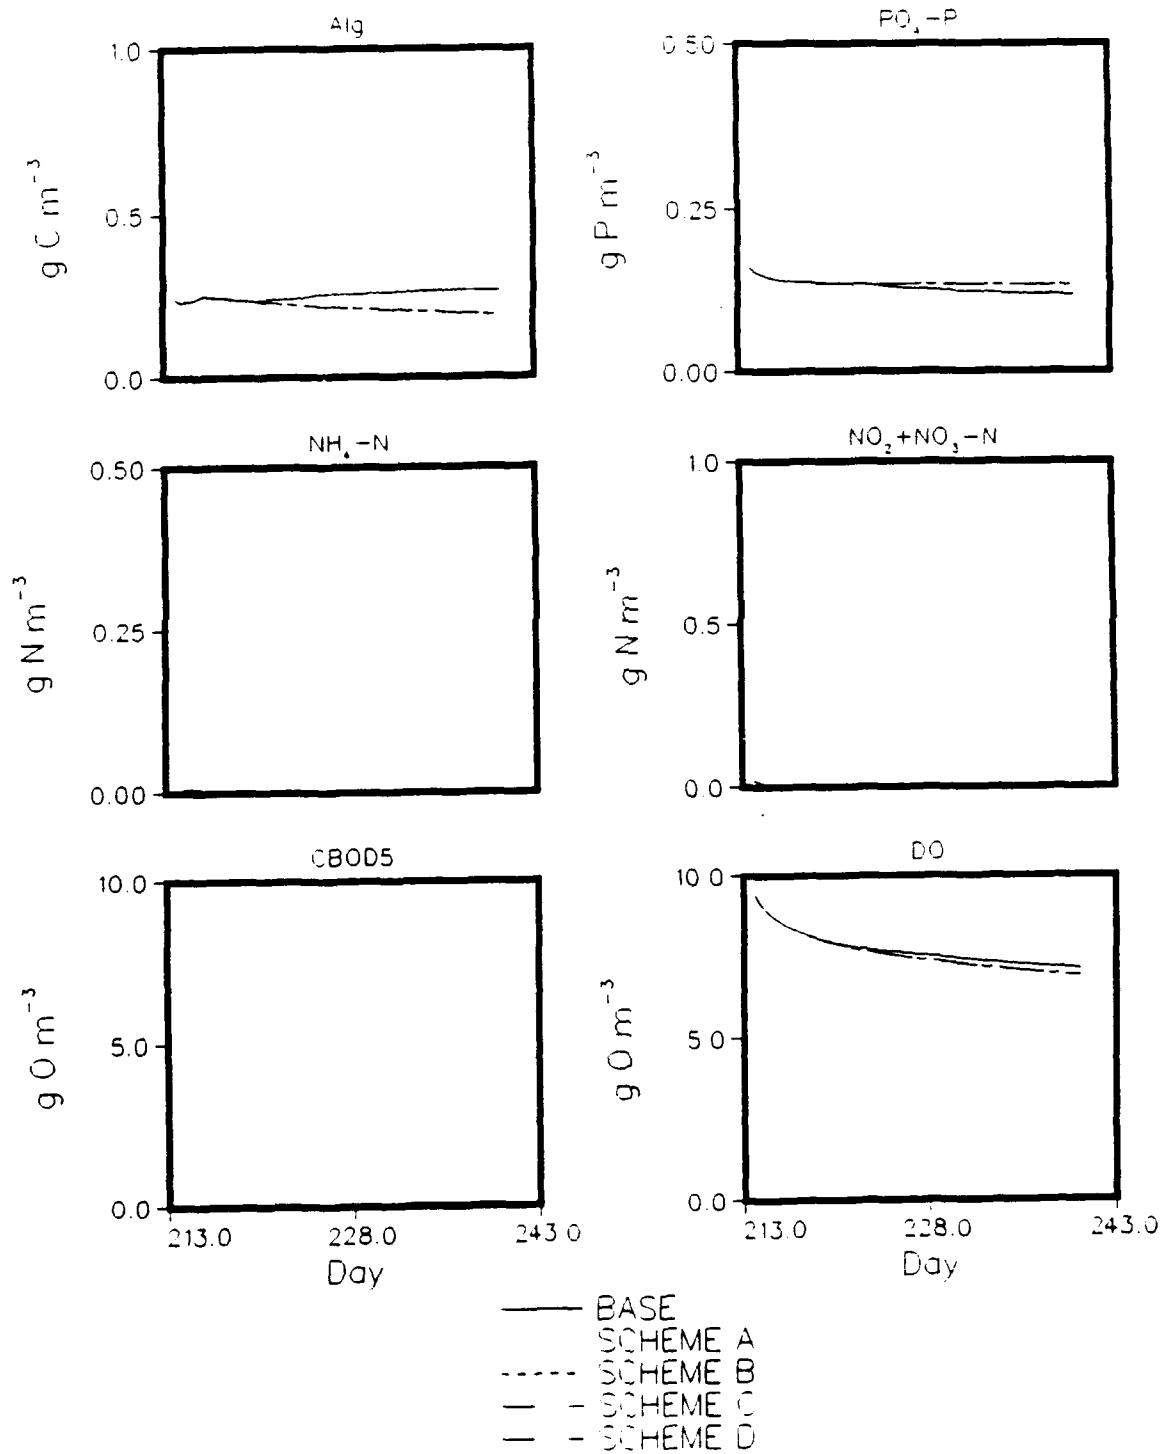 Alg
1.0
0.5
0.0
g C m⁻³
PO₄-P
0.50
0.25
0.00
g P m⁻³
NH₄-N
0.50
0.25
0.00
g N m⁻³
NO₂+NO₃-N
1.0
0.5
0.0
g N m⁻³
CBOD5
10.0
5.0
0.0
g O m⁻³
213.0 228.0 243.0
Day
DO
10.0
5.0
0.0
g O m⁻³
213.0 228.0 243.0
Day
BASE
SCHEME A
SCHEME B
SCHEME C
SCHEME D